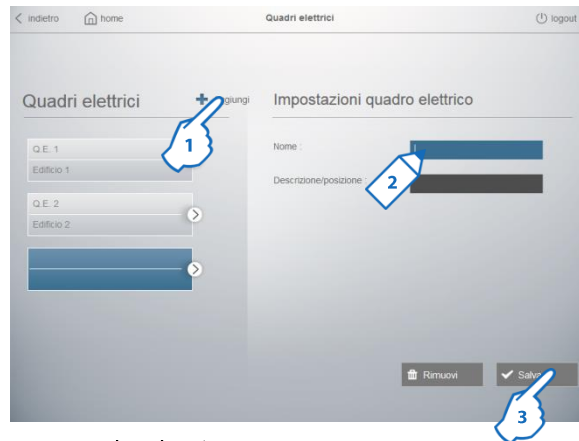 indietro home Quadri elettrici logout
Quadri elettrici
Impostazioni quadro elettrico
1
Q.E. 1
Edificio 1
Q.E. 2
Edificio 2
Nome :
Descrizione/posizione
2
Rimuovi
3